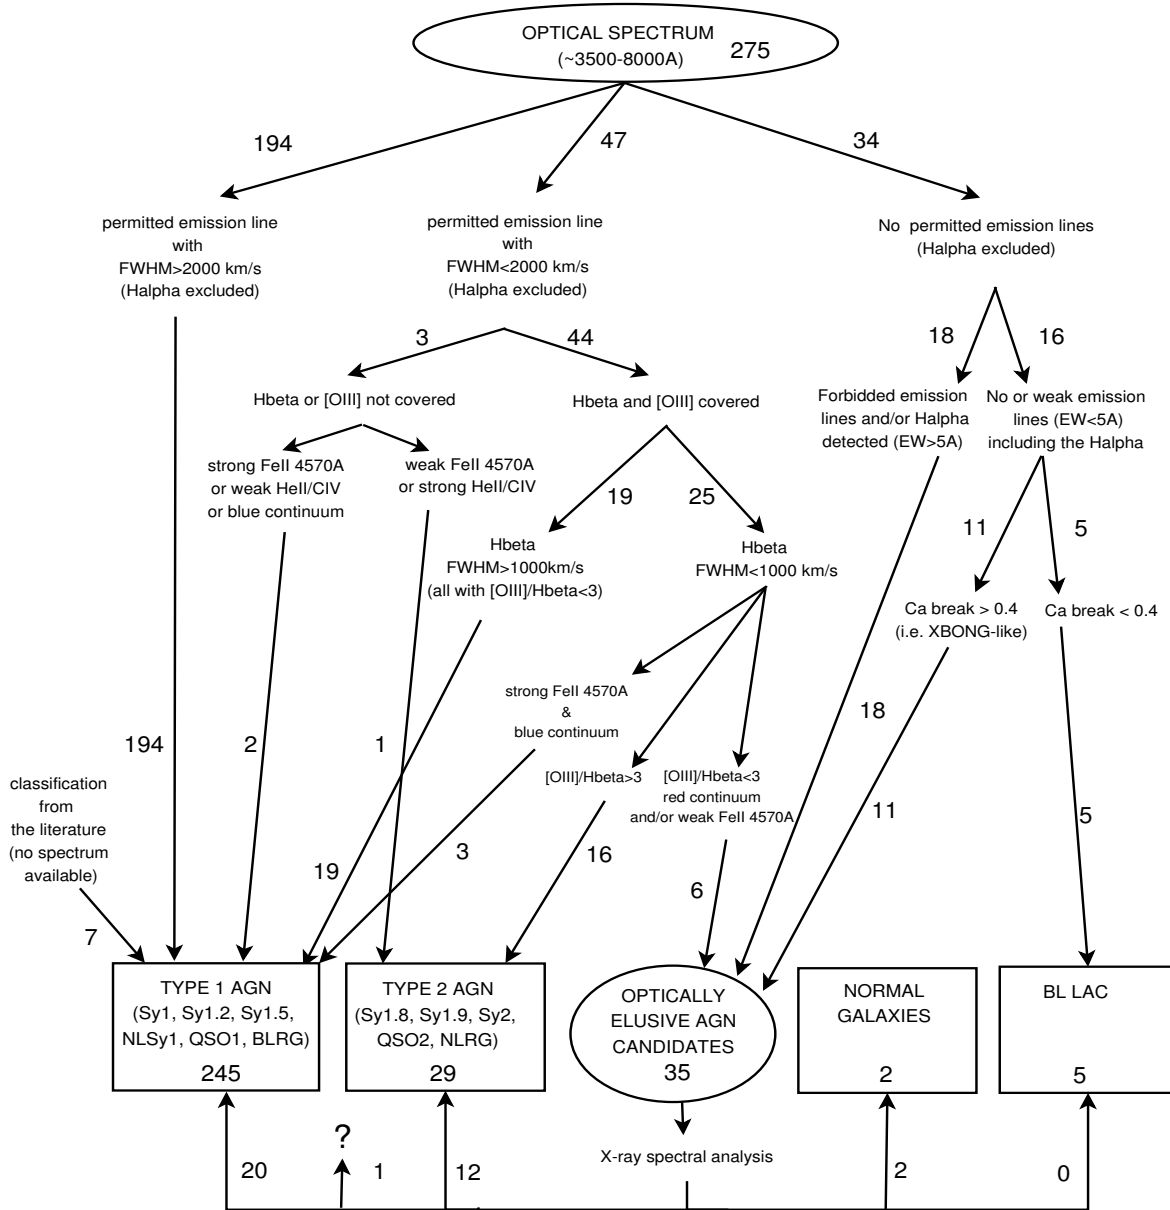 OPTICAL SPECTRUM
(~3500-8000A)
275
194
47
34
permitted emission line
with
FWHM>2000 km/s
(Halpha excluded)
permitted emission line
with
FWHM<2000 km/s
(Halpha excluded)
No permitted emission lines
(Halpha excluded)
3
44
18
16
Hbeta or [OIII] not covered
Hbeta and [OIII] covered
Forbidded emission
lines and/or Halpha
detected (EW>5A)
No or weak emission
lines (EW<5A)
including the Halpha
strong FeII 4570A
or weak HeII/CIV
or blue continuum
weak FeII 4570A
or strong HeII/CIV
19
25
11
5
Hbeta
FWHM>1000km/s
(all with [OIII]/Hbeta<3)
Hbeta
FWHM<1000 km/s
Ca break > 0.4
(i.e. XBONG-like)
Ca break < 0.4
strong FeII 4570A
&
blue continuum
[OIII]/Hbeta>3
[OIII]/Hbeta<3
red continuum
and/or weak FeII 4570A
194
2
1
18
11
5
classification
from
the literature
(no spectrum
available)
7
19
3
16
6
TYPE 1 AGN
(Sy1, Sy1.2, Sy1.5,
NLSy1, QSO1, BLRG)
245
TYPE 2 AGN
(Sy1.8, Sy1.9, Sy2,
QSO2, NLRG)
29
OPTICALLY
ELUSIVE AGN
CANDIDATES
35
NORMAL
GALAXIES
2
BL LAC
5
X-ray spectral analysis
20
?
1
12
2
0